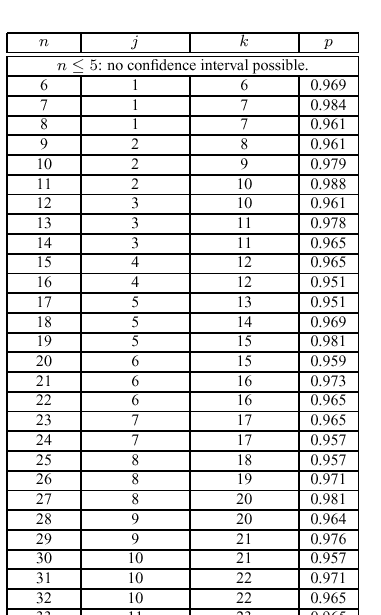 n j k p
n ≤ 5: no confidence interval possible.
6 1 6 0.969
7 1 7 0.984
8 1 7 0.961
9 2 8 0.961
10 2 9 0.979
11 2 10 0.988
12 3 10 0.961
13 3 11 0.978
14 3 11 0.965
15 4 12 0.965
16 4 12 0.951
17 5 13 0.951
18 5 14 0.969
19 5 15 0.981
20 6 15 0.959
21 6 16 0.973
22 6 16 0.965
23 7 17 0.965
24 7 17 0.957
25 8 18 0.957
26 8 19 0.971
27 8 20 0.981
28 9 20 0.964
29 9 21 0.976
30 10 21 0.957
31 10 22 0.971
32 10 22 0.965
33 11 23 0.965